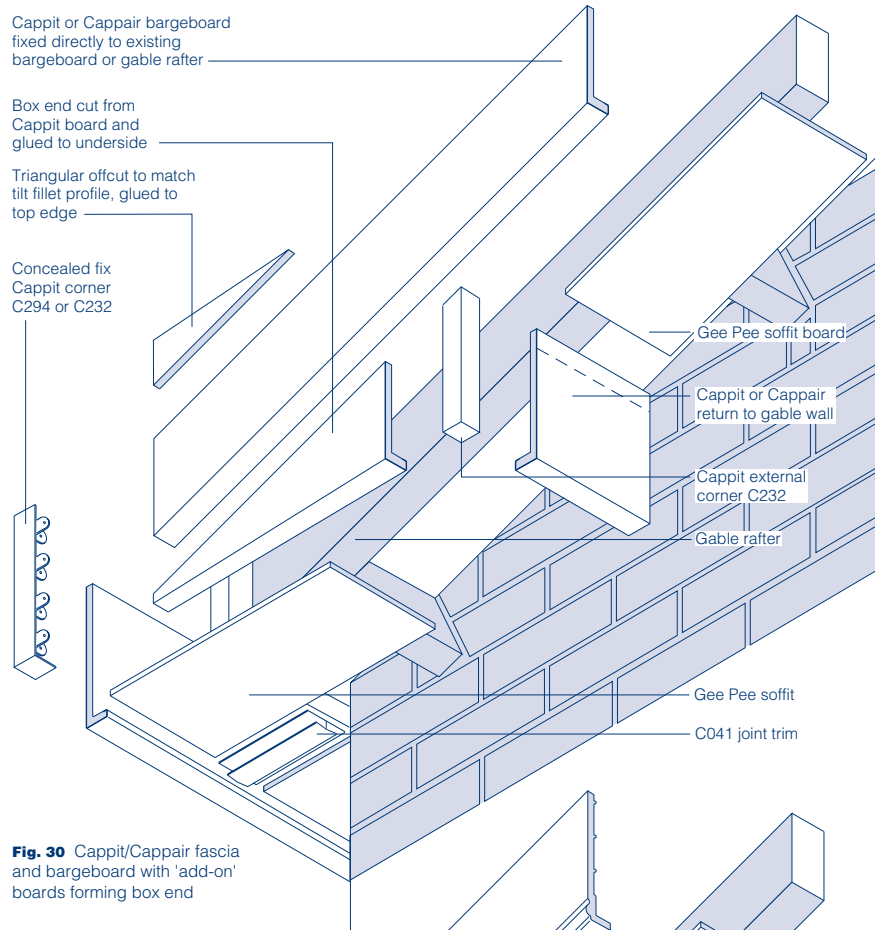 Cappit or Cappair bargeboard
fixed directly to existing
bargeboard or gable rafter
Box end cut from
Cappit board and
glued to underside
Triangular offcut to match
tilt fillet profile, glued to
top edge
Concealed fix
Cappit corner
C294 or C232
Gee Pee soffit board
Cappit or Cappair
return to gable wall
Cappit external
corner C232
Gable rafter
Gee Pee soffit
C041 joint trim
Fig. 30 Cappit/Cappair fascia
and bargeboard with 'add-on'
boards forming box end